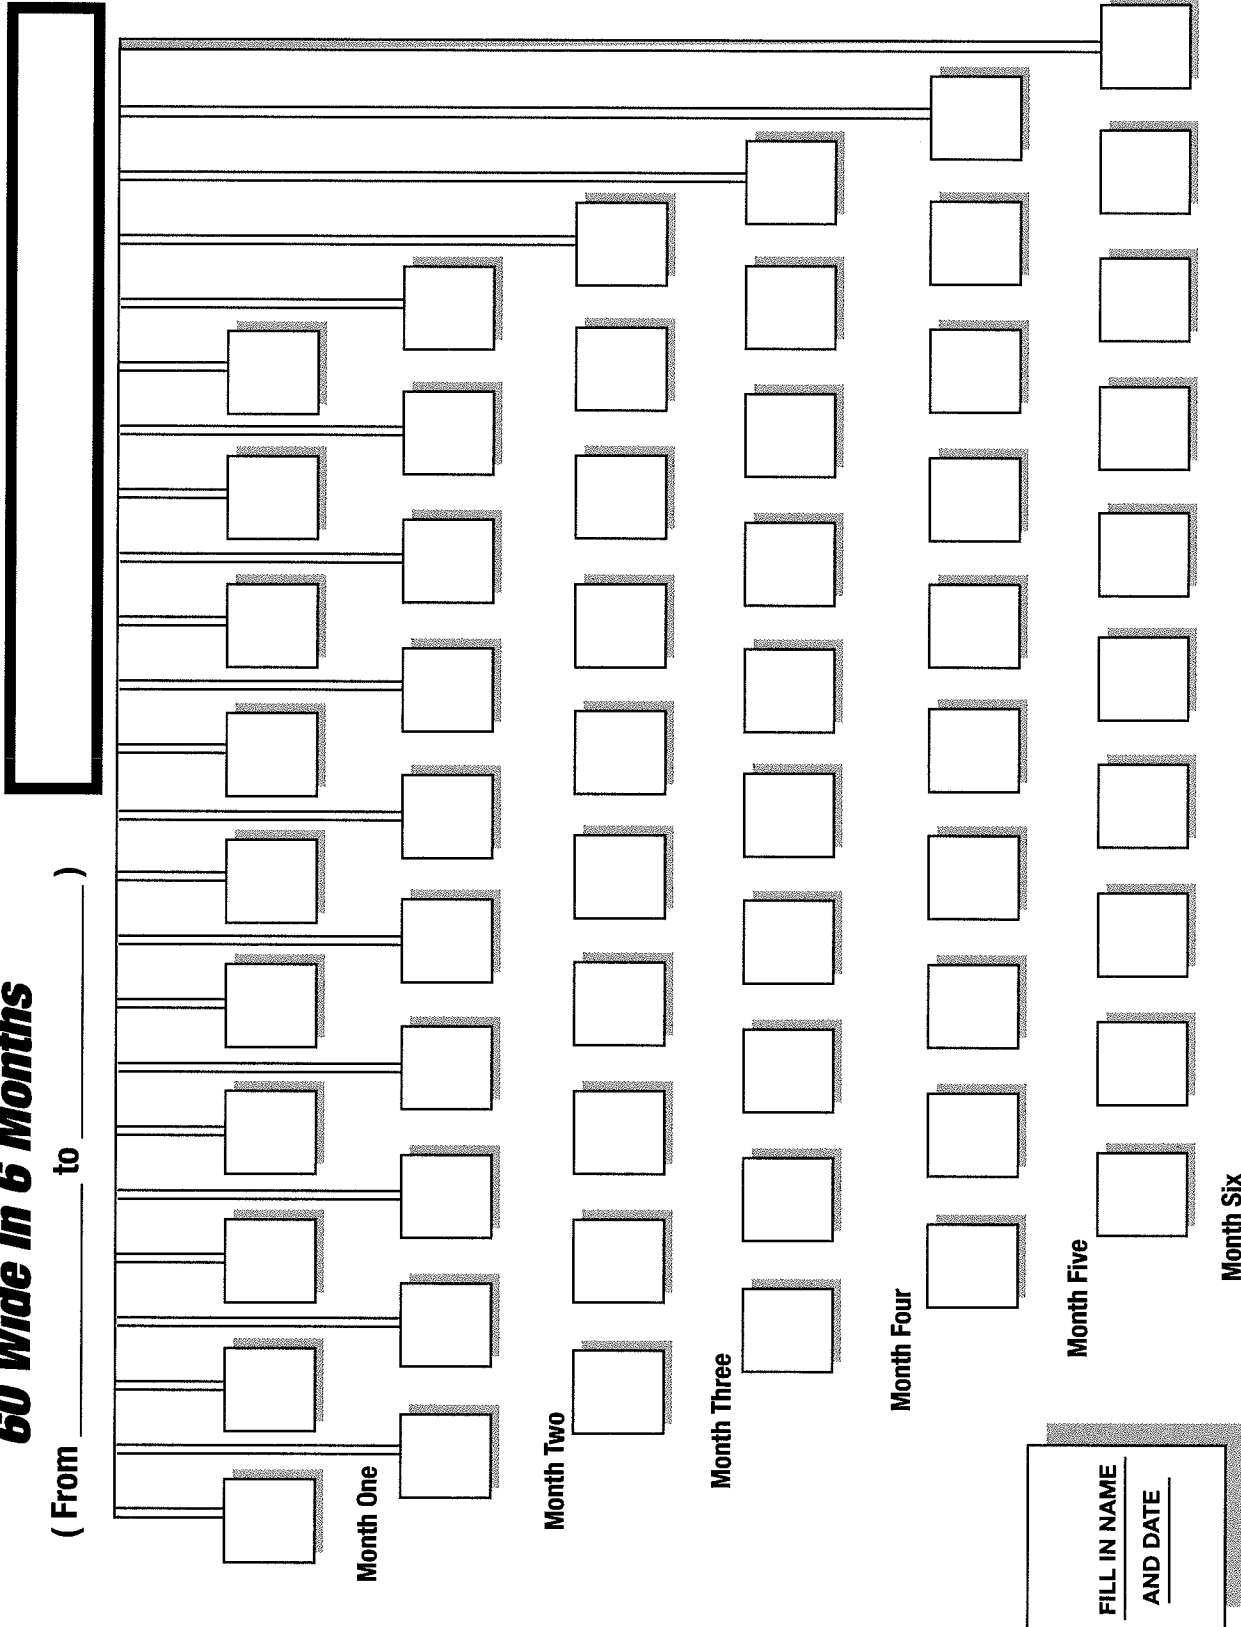 60 Wide In 6 Months
( From ____________ to ____________ )
Month One
Month Two
Month Three
Month Four
Month Five
Month Six
FILL IN NAME
AND DATE